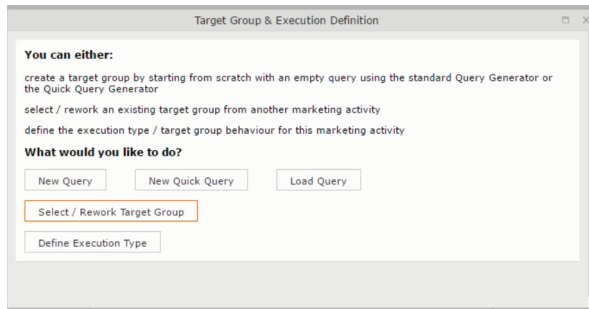 Target Group & Execution Definition
You can either:
create a target group by starting from scratch with an empty query using the standard Query Generator or
the Quick Query Generator
select / rework an existing target group from another marketing activity
define the execution type / target group behaviour for this marketing activity
What would you like to do?
New Query New Quick Query Load Query
Select / Rework Target Group
Define Execution Type